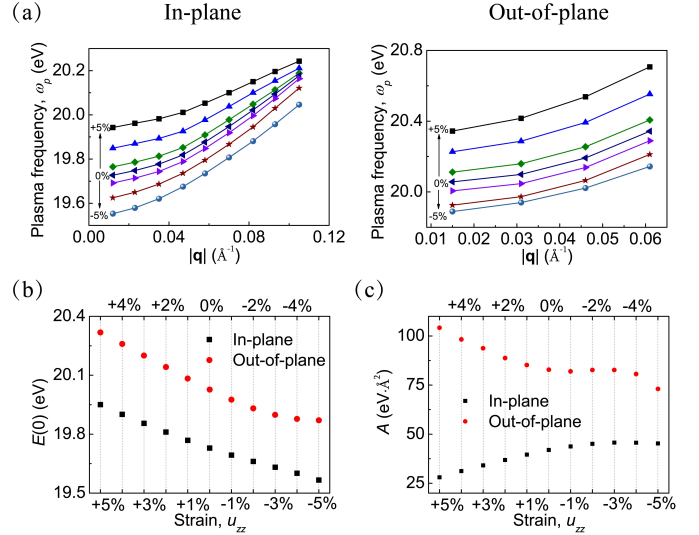 (a) In-plane Out-of-plane
Plasma frequency, ωp (eV)
20.2
20.0
19.8
19.6
+5%
0%
-5%
0.00 0.04 0.08 0.12
|q| (Å⁻¹)
Plasma frequency, ωp (eV)
20.8
20.4
20.0
+5%
0%
-5%
0.01 0.02 0.03 0.04 0.05 0.06
|q| (Å⁻¹)
(b)
+4% +2% 0% -2% -4%
E(0) (eV)
20.4
20.1
19.8
19.5
In-plane
Out-of-plane
+5% +3% +1% -1% -3% -5%
Strain, uzz
(c)
+4% +2% 0% -2% -4%
A (eV·Å²)
100
75
50
25
In-plane
Out-of-plane
+5% +3% +1% -1% -3% -5%
Strain, uzz